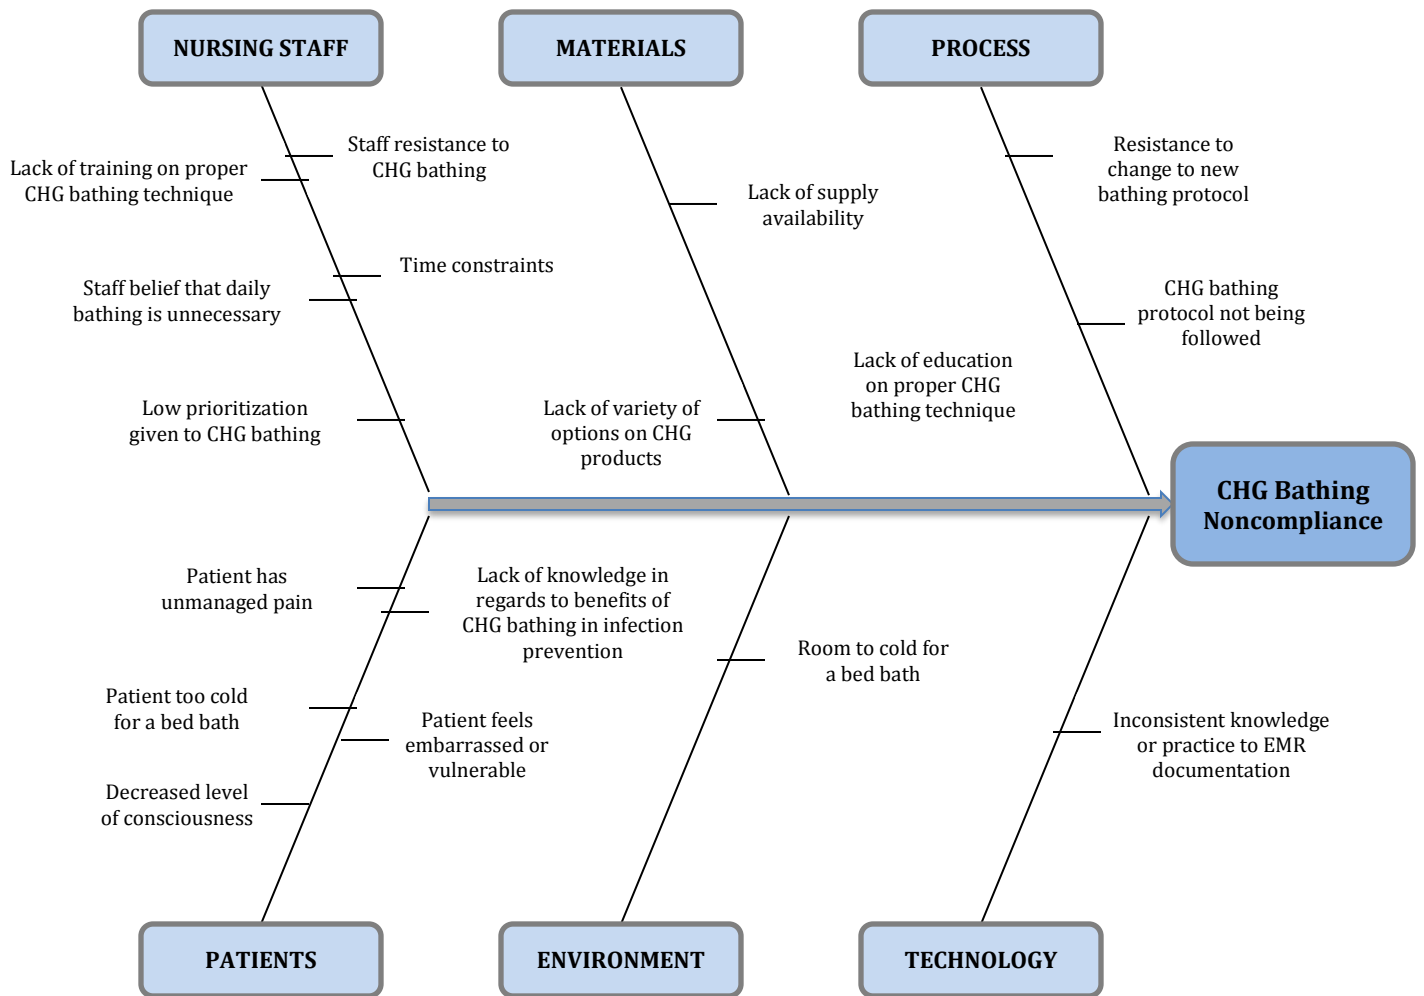 NURSING STAFF
MATERIALS
PROCESS
Staff resistance to
CHG bathing
Lack of training on proper
CHG bathing technique
Time constraints
Staff belief that daily
bathing is unnecessary
Low prioritization
given to CHG bathing
Lack of supply
availability
Lack of variety of
options on CHG
products
Resistance to
change to new
bathing protocol
CHG bathing
protocol not being
followed
Lack of education
on proper CHG
bathing technique
CHG Bathing
Noncompliance
Patient has
unmanaged pain
Lack of knowledge in
regards to benefits of
CHG bathing in infection
prevention
Patient too cold
for a bed bath
Patient feels
embarrassed or
vulnerable
Decreased level
of consciousness
Room to cold for
a bed bath
Inconsistent knowledge
or practice to EMR
documentation
PATIENTS
ENVIRONMENT
TECHNOLOGY